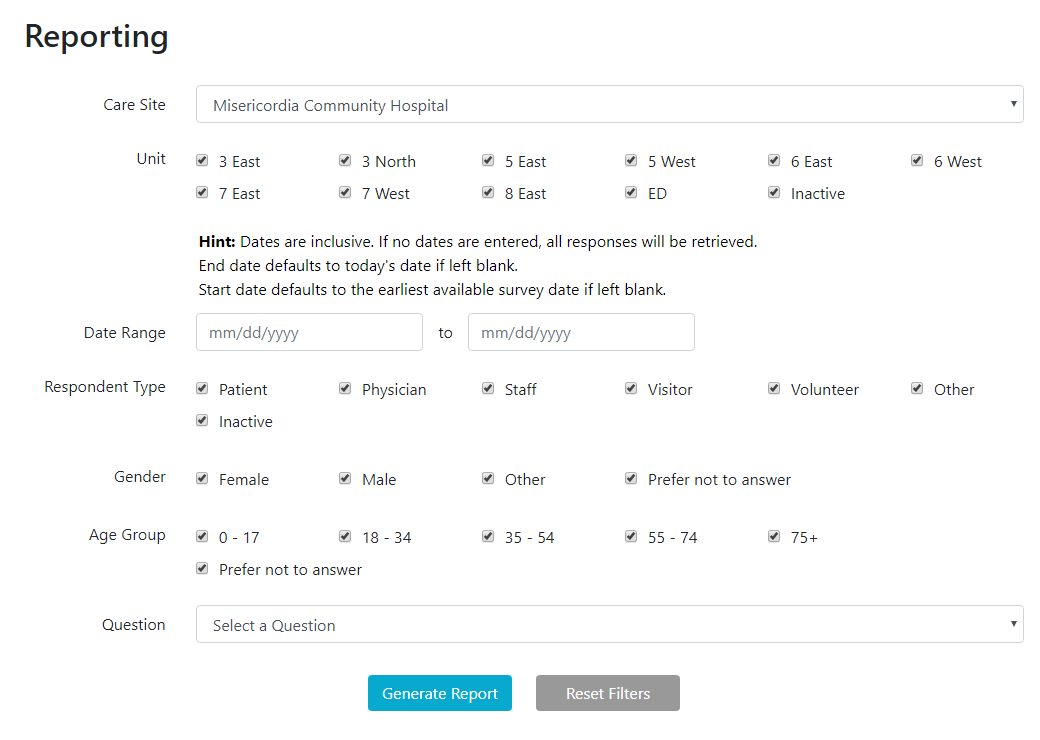 Reporting
Care Site Misericordia Community Hospital
Unit 3 East 3 North 5 East 5 West 6 East 6 West
7 East 7 West 8 East ED Inactive
Hint: Dates are inclusive. If no dates are entered, all responses will be retrieved.
End date defaults to today's date if left blank.
Start date defaults to the earliest available survey date if left blank.
Date Range mm/dd/yyyy to mm/dd/yyyy
Respondent Type Patient Physician Staff Visitor Volunteer Other
Inactive
Gender Female Male Other Prefer not to answer
Age Group 0 - 17 18 - 34 35 - 54 55 - 74 75+
Prefer not to answer
Question Select a Question
Generate Report Reset Filters